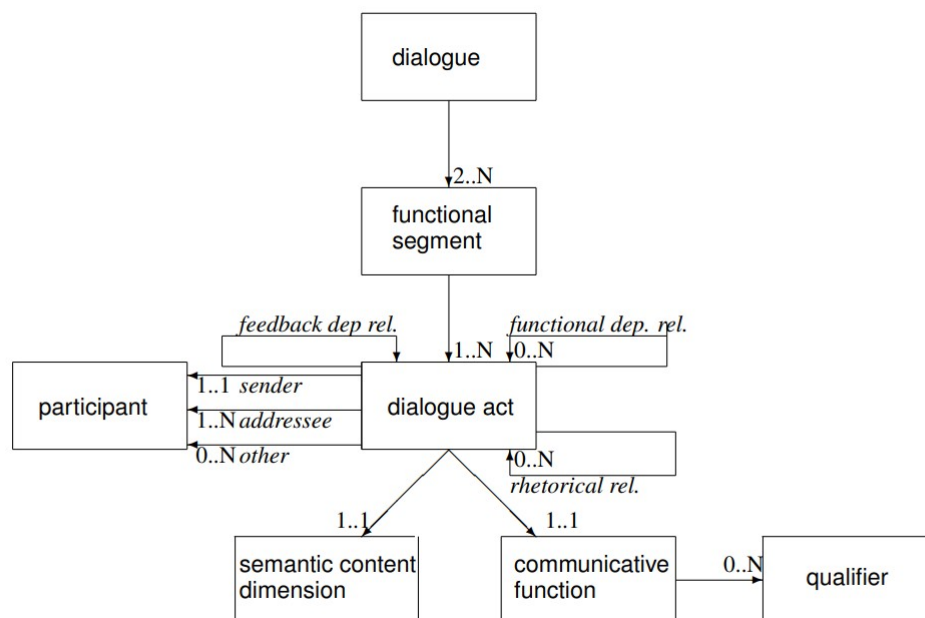 dialogue
2..N
functional
segment
feedback dep rel.
functional dep. rel.
1..N
0..N
participant
1..1 sender
1..N addressee
0..N other
dialogue act
0..N
rhetorical rel.
1..1
1..1
semantic content
dimension
communicative
function
0..N
qualifier